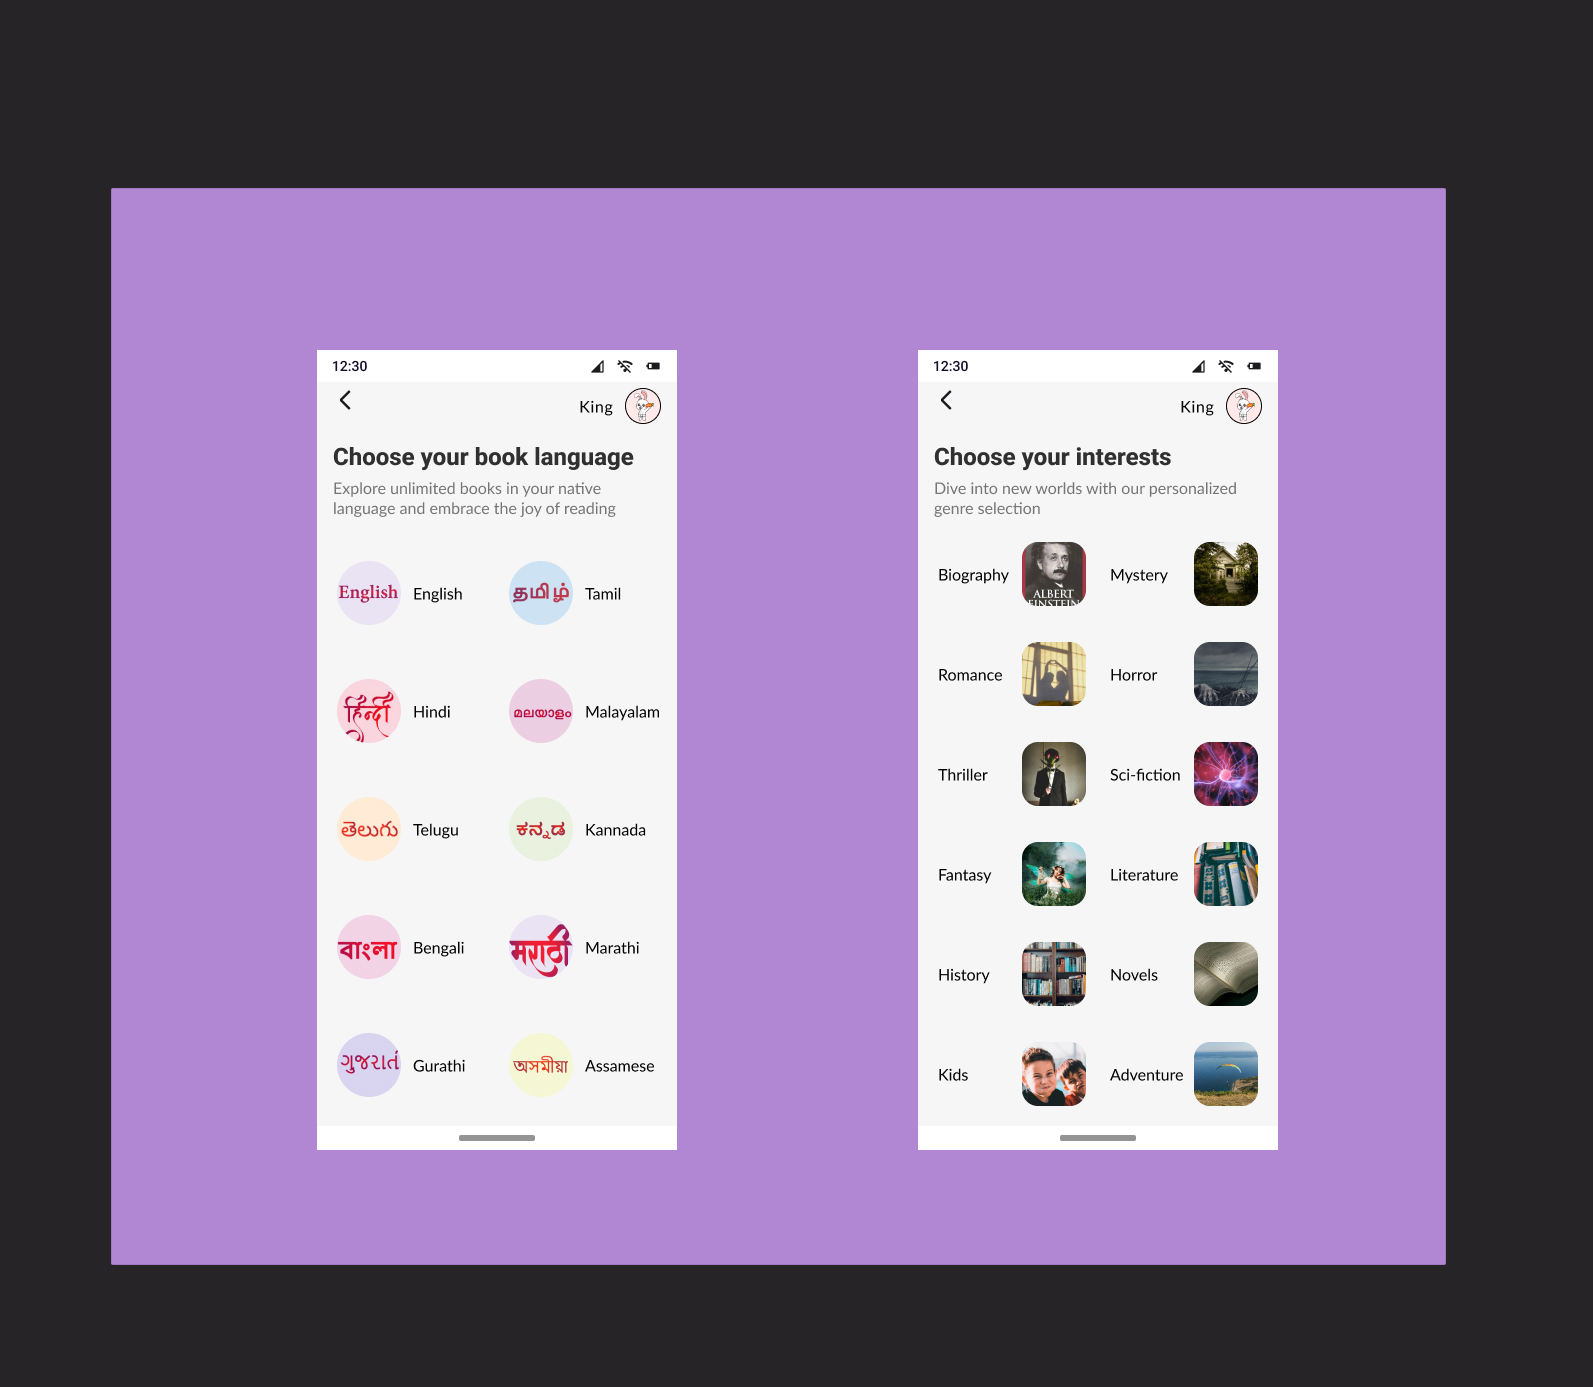 12:30
King
Choose your book language
Explore unlimited books in your native
language and embrace the joy of reading
English English
தமிழ் Tamil
हिन्दी Hindi
മലയാളം Malayalam
తెలుగు Telugu
ಕನ್ನಡ Kannada
বাংলা Bengali
मराठी Marathi
ગુજરાત Gurathi
অসমীয়া Assamese
12:30
King
Choose your interests
Dive into new worlds with our personalized
genre selection
Biography
ALBERT
EINSTEIN
Mystery
Romance
Horror
Thriller
Sci-fiction
Fantasy
Literature
History
Novels
Kids
Adventure